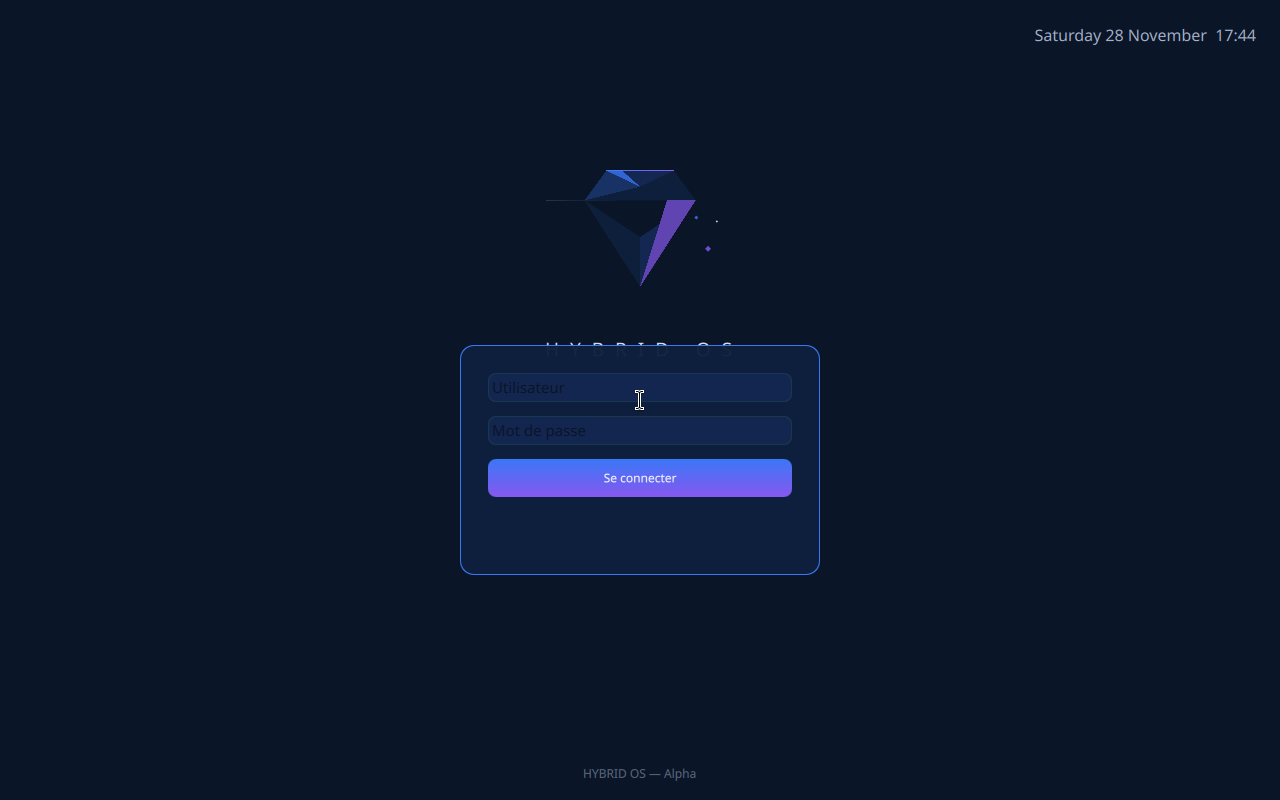 Saturday 28 November 17:44
HYBRID OS
Utilisateur
Mot de passe
Se connecter
HYBRID OS — Alpha